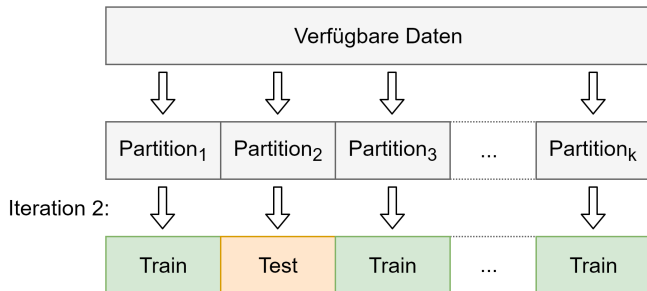 Verfügbare Daten
Partition₁ Partition₂ Partition₃ ... Partitionₖ
Iteration 2:
Train Test Train ... Train